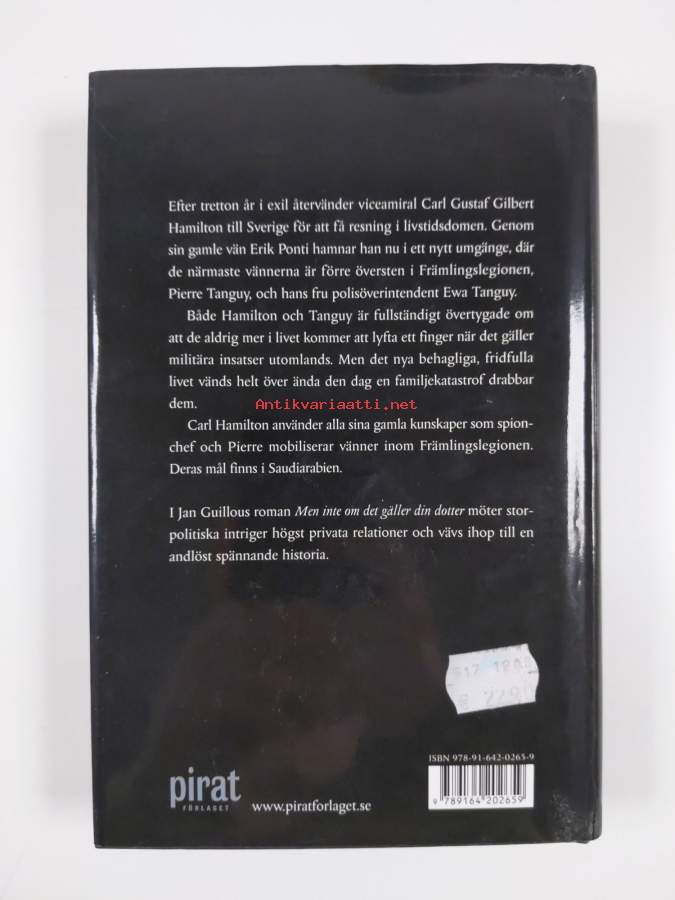 Efter tretton år i exil återvänder viceamiral Carl Gustaf Gilbert
Hamilton till Sverige för att få resning i livstidsdomen. Genom
sin gamle vän Erik Ponti hamnar han nu i ett nytt umgänge, där
de närmaste vännerna är förre översten i Främlingslegionen,
Pierre Tanguy, och hans fru polisöverintendent Ewa Tanguy.
Både Hamilton och Tanguy är fullständigt övertygade om
att de aldrig mer i livet kommer att lyfta ett finger när det gäller
militära insatser utomlands. Men det nya behagliga, fridfulla
livet vänds helt över ända den dag en familjekatastrof drabbar
dem.
Antikvariaatti.net
Carl Hamilton använder alla sina gamla kunskaper som spion-
chef och Pierre mobiliserar vänner inom Främlingslegionen.
Deras mål finns i Saudiarabien.
I Jan Guillous roman Men inte om det gäller din dotter möter stor-
politiska intriger högst privata relationer och vävs ihop till en
andlöst spännande historia.
ISBN 978-91-642-0265-9
9 789164 202659
pirat
FÖRLAGET
www.piratforlaget.se